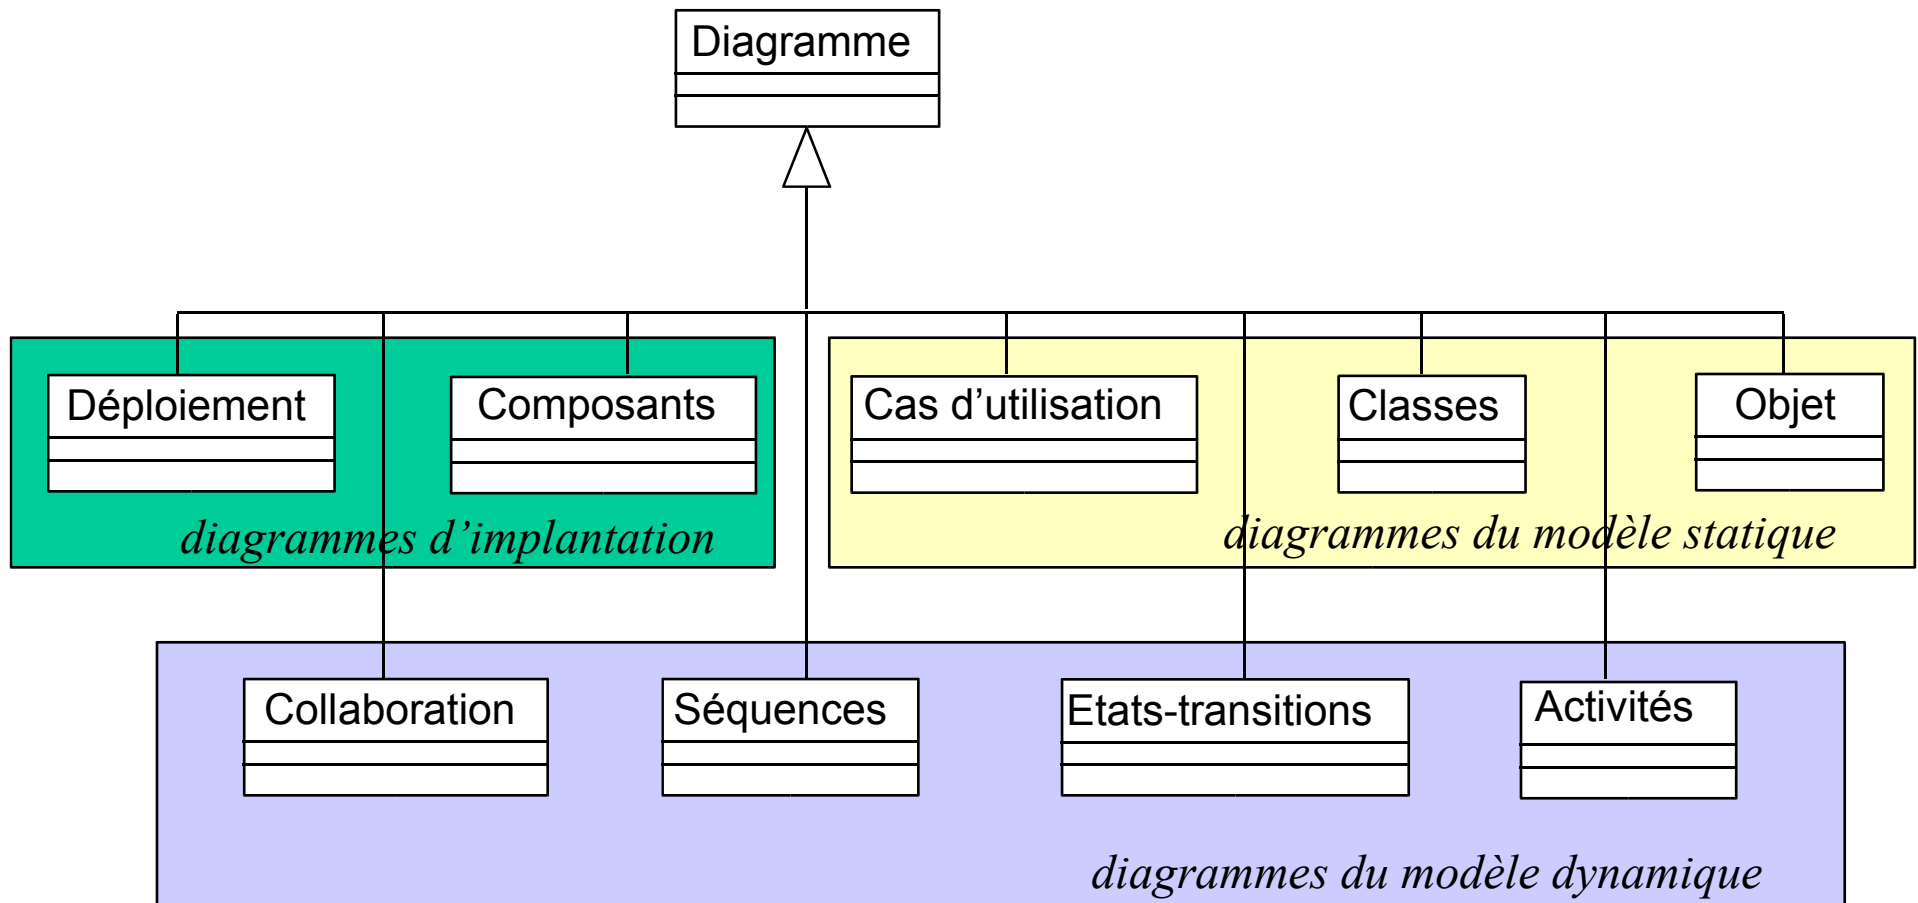 Diagramme
Déploiement
Composants
Cas d’utilisation
Classes
Objet
diagrammes d’implantation
diagrammes du modèle statique
Collaboration
Séquences
Etats-transitions
Activités
diagrammes du modèle dynamique